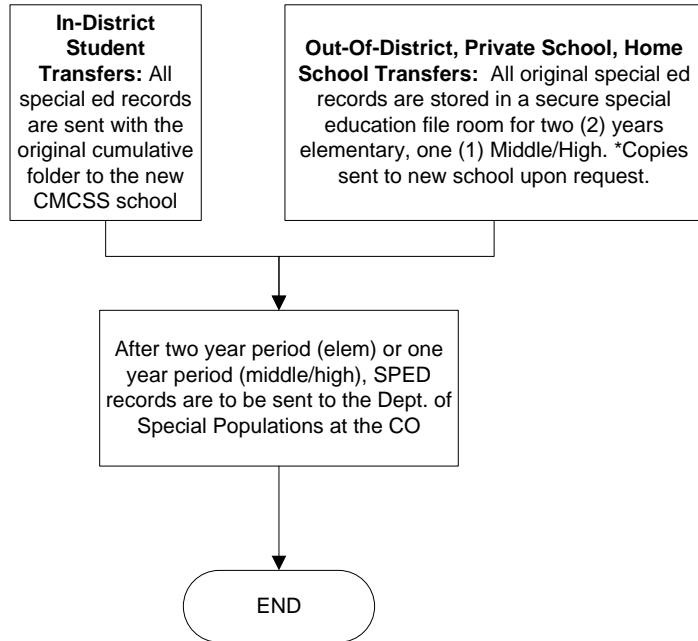 In-District
Student
Transfers: All
special ed records
are sent with the
original cumulative
folder to the new
CMCSS school
Out-Of-District, Private School, Home
School Transfers:  All original special ed
records are stored in a secure special
education file room for two (2) years
elementary, one (1) Middle/High. *Copies
sent to new school upon request.
After two year period (elem) or one
year period (middle/high), SPED
records are to be sent to the Dept. of
Special Populations at the CO
END